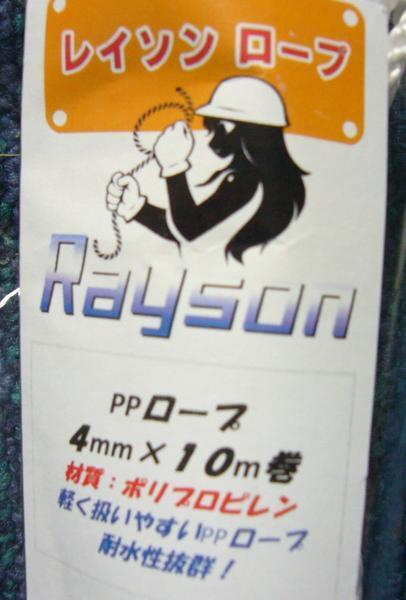 レイソン ロープ
Rayson
PPロープ
4mm×10m巻
材質：ポリプロピレン
軽く扱いやすいPPロープ
耐水性抜群！